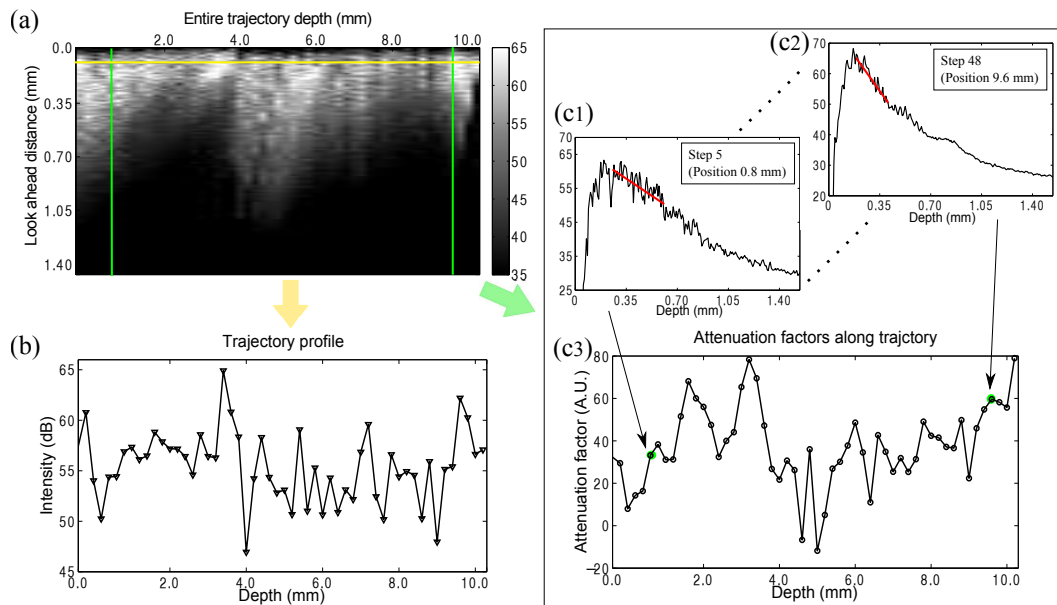 (a)
Entire trajectory depth (mm)
2.0 4.0 6.0 8.0 10.0
0.0
0.35
0.70
1.05
1.40
Look ahead distance (mm)
65
60
55
50
45
40
35
(b)
Trajectory profile
65
60
55
50
45
Intensity (dB)
0.0 2.0 4.0 6.0 8.0 10.0
Depth (mm)
(c1)
70
65
60
55
50
45
40
35
30
25
Step 5
(Position 0.8 mm)
0 0.35 0.70 1.05 1.40
Depth (mm)
(c2)
70
60
50
40
30
20
Step 48
(Position 9.6 mm)
0 0.35 0.70 1.05 1.40
Depth (mm)
(c3)
Attenuation factors along trajctory
80
60
40
20
0
−20
Attenuation factor (A.U.)
0.0 2.0 4.0 6.0 8.0 10.0
Depth (mm)